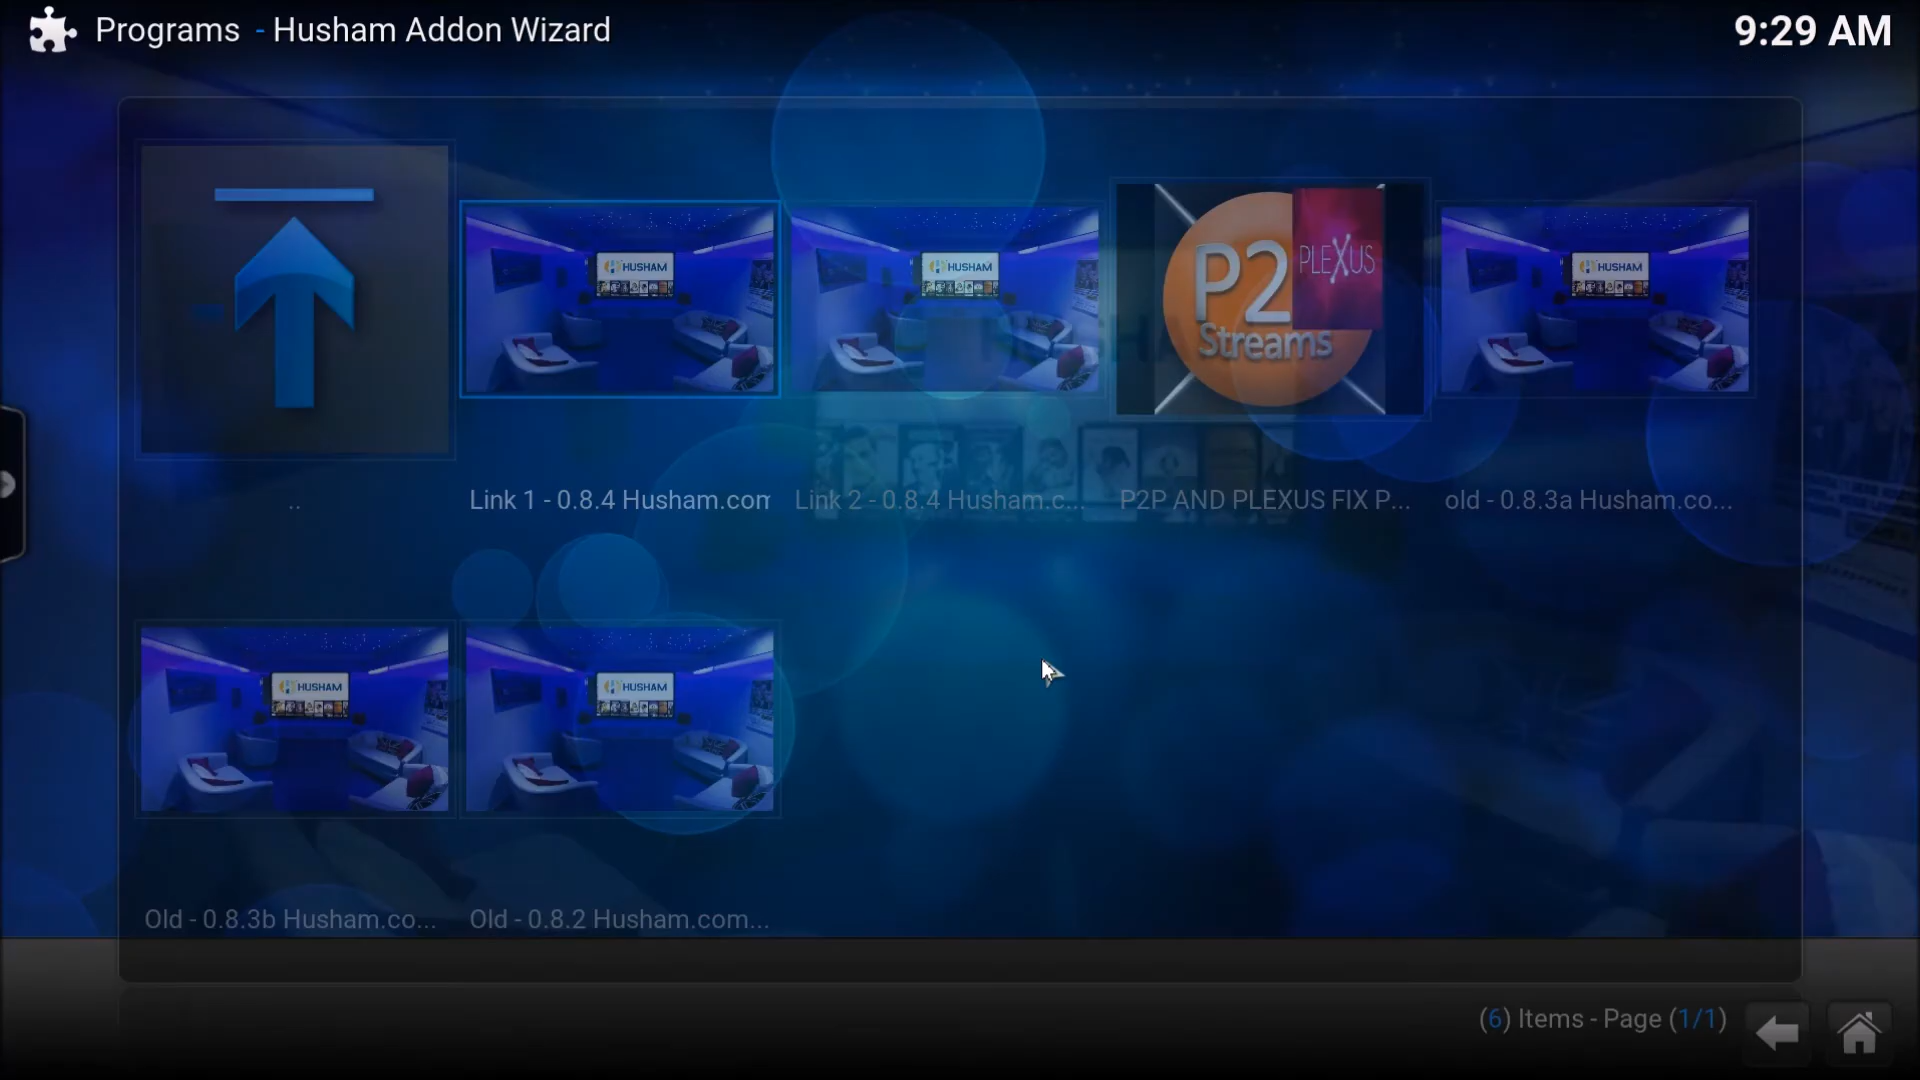 Programs - Husham Addon Wizard
9:29 AM
HUSHAM
HUSHAM
P2
Streams
PLEXUS
HUSHAM
..
Link 1 - 0.8.4 Husham.com
Link 2 - 0.8.4 Husham.c...
P2P AND PLEXUS FIX P...
old - 0.8.3a Husham.co...
HUSHAM
HUSHAM
Old - 0.8.3b Husham.co...
Old - 0.8.2 Husham.com...
(6) Items - Page (1/1)